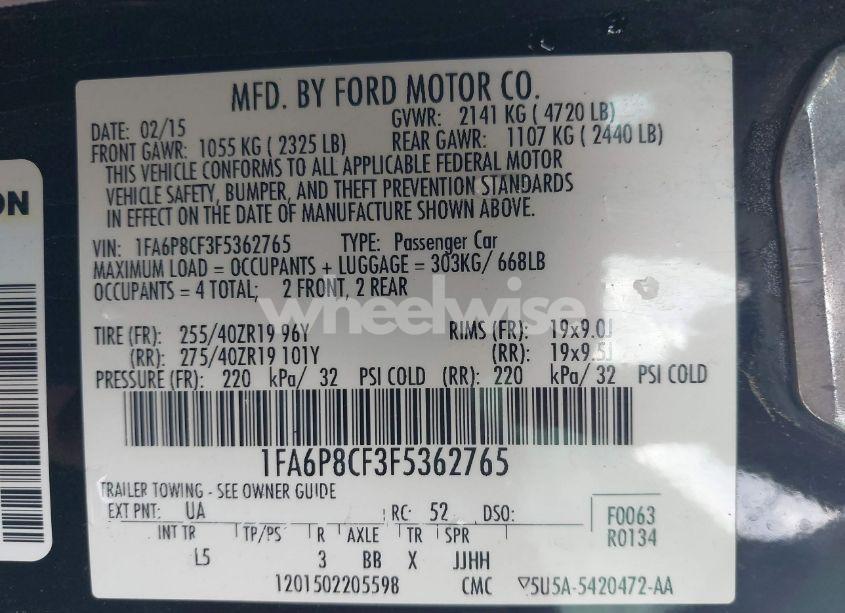 MFD. BY FORD MOTOR CO.
DATE: 02/15 GVWR: 2141 KG ( 4720 LB)
FRONT GAWR: 1055 KG ( 2325 LB) REAR GAWR: 1107 KG ( 2440 LB)
THIS VEHICLE CONFORMS TO ALL APPLICABLE FEDERAL MOTOR
VEHICLE SAFETY, BUMPER, AND THEFT PREVENTION STANDARDS
IN EFFECT ON THE DATE OF MANUFACTURE SHOWN ABOVE.
VIN: 1FA6P8CF3F5362765 TYPE: Passenger Car
MAXIMUM LOAD = OCCUPANTS + LUGGAGE = 303KG/ 668LB
OCCUPANTS = 4 TOTAL; 2 FRONT, 2 REAR
wheelwise
TIRE (FR): 255/40ZR19 96Y RIMS (FR): 19x9.0J
(RR): 275/40ZR19 101Y (RR): 19x9.5J
PRESSURE (FR): 220 kPa/ 32 PSI COLD (RR): 220 kPa/ 32 PSI COLD
1FA6P8CF3F5362765
TRAILER TOWING - SEE OWNER GUIDE
EXT PNT: UA RC: 52 DSO: F0063
INT TR TP/PS R AXLE TR SPR R0134
L5 3 BB X JJHH
1201502205598 CMC ▽5U5A-5420472-AA
ON